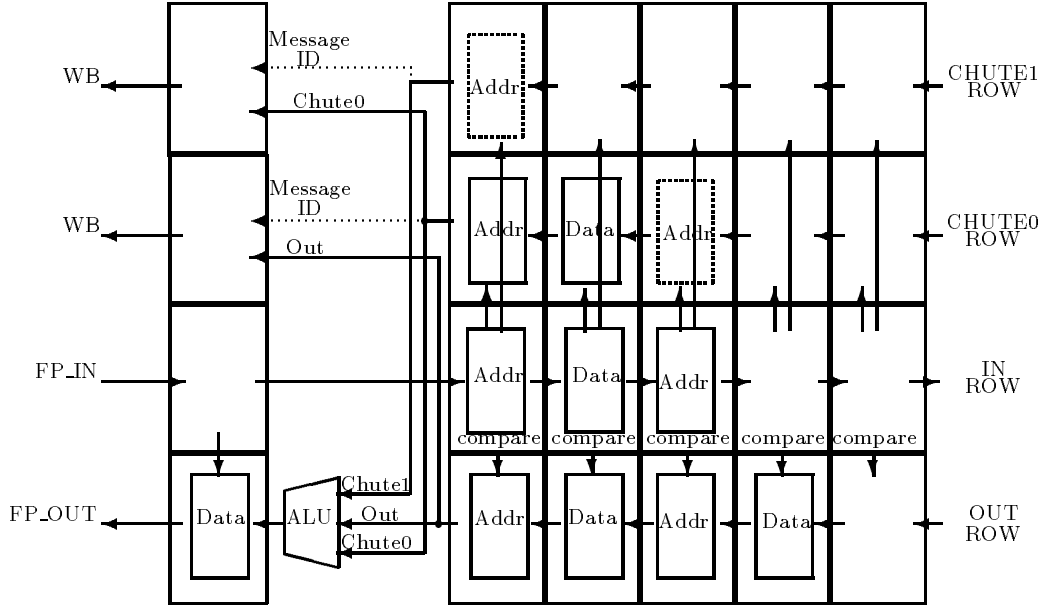 Message
ID
WB
Addr
CHUTE1
ROW
Chute0
Message
ID
WB
Out
Addr
Data
Addr
CHUTE0
ROW
FP_IN
Addr
Data
Addr
IN
ROW
compare
compare
compare
compare
compare
FP_OUT
Data
ALU
Chute1
Out
Chute0
Addr
Data
Addr
Data
OUT
ROW